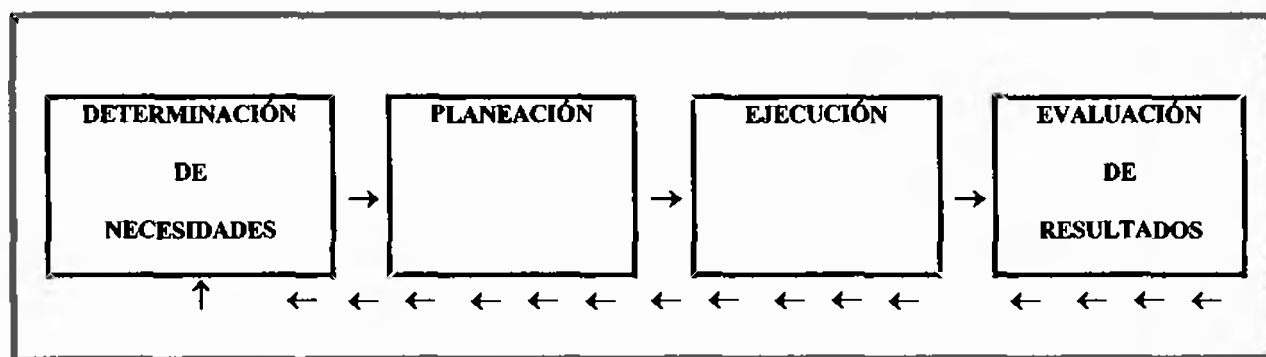 DETERMINACIÓN
DE
NECESIDADES
PLANEACIÓN
EJECUCIÓN
EVALUACIÓN
DE
RESULTADOS